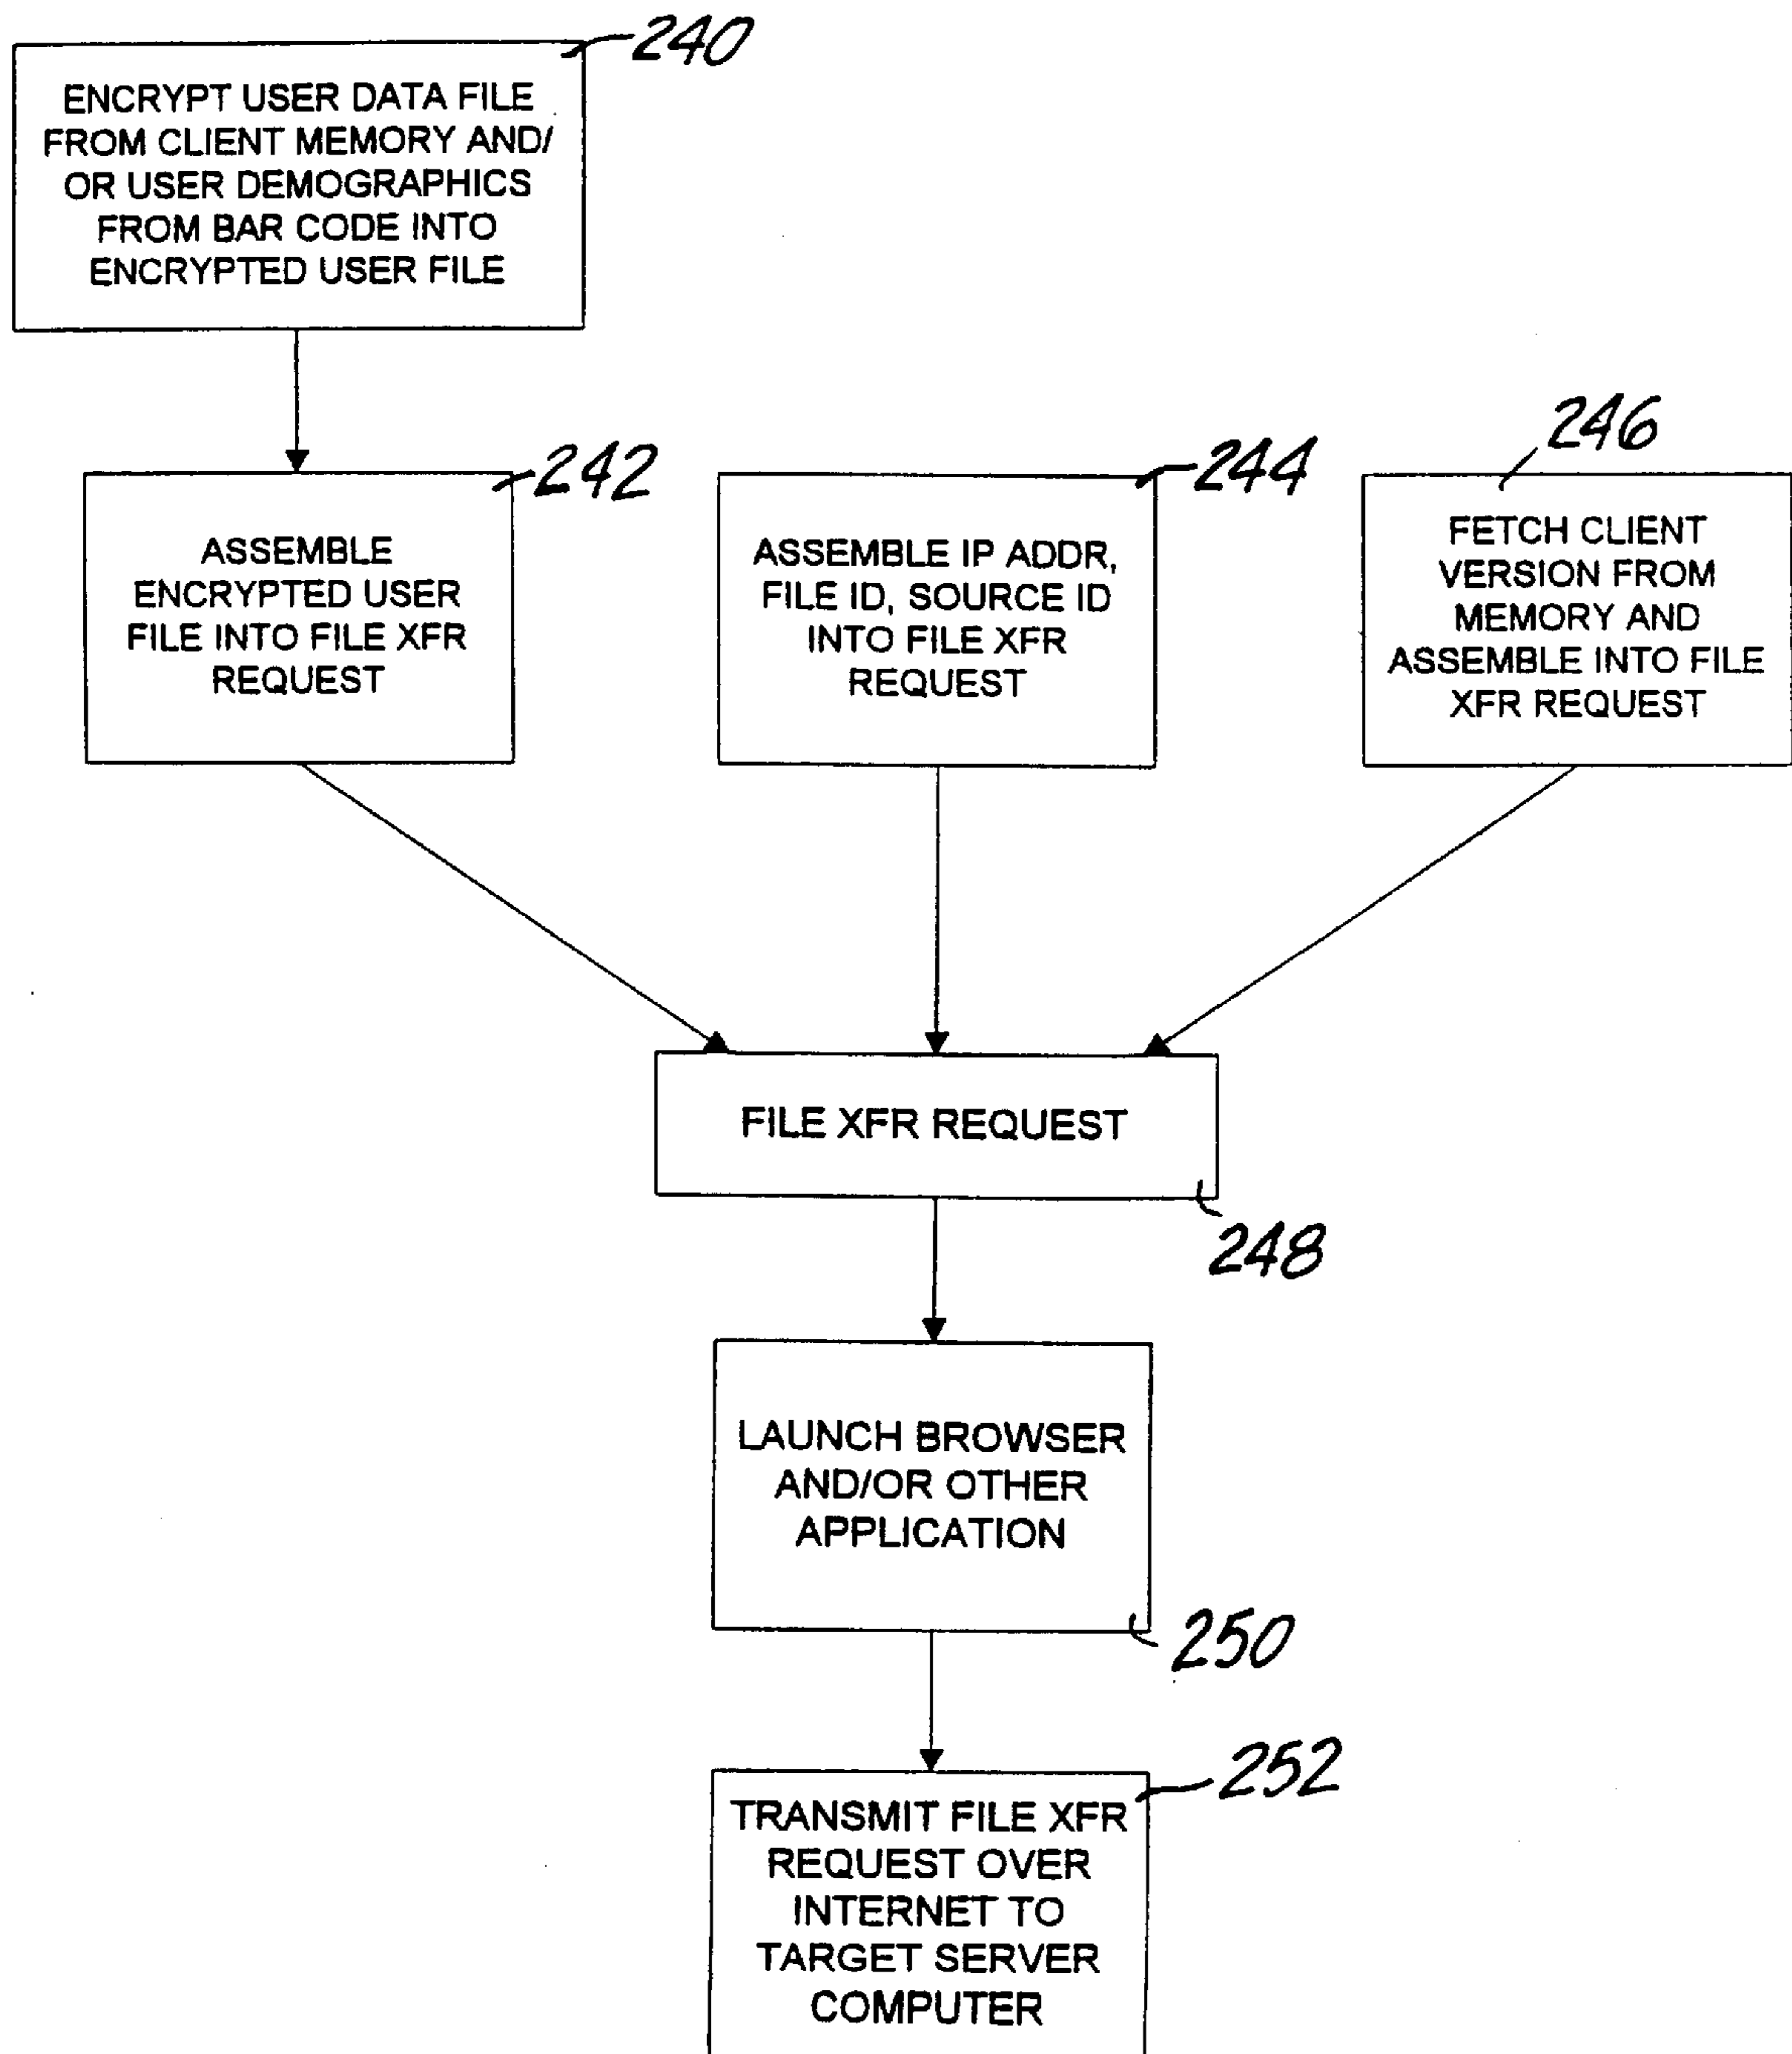 240
ENCRYPT USER DATA FILE
FROM CLIENT MEMORY AND/
OR USER DEMOGRAPHICS
FROM BAR CODE INTO
ENCRYPTED USER FILE
242
ASSEMBLE
ENCRYPTED USER
FILE INTO FILE XFR
REQUEST
244
ASSEMBLE IP ADDR,
FILE ID, SOURCE ID
INTO FILE XFR
REQUEST
246
FETCH CLIENT
VERSION FROM
MEMORY AND
ASSEMBLE INTO FILE
XFR REQUEST
FILE XFR REQUEST
248
LAUNCH BROWSER
AND/OR OTHER
APPLICATION
250
252
TRANSMIT FILE XFR
REQUEST OVER
INTERNET TO
TARGET SERVER
COMPUTER